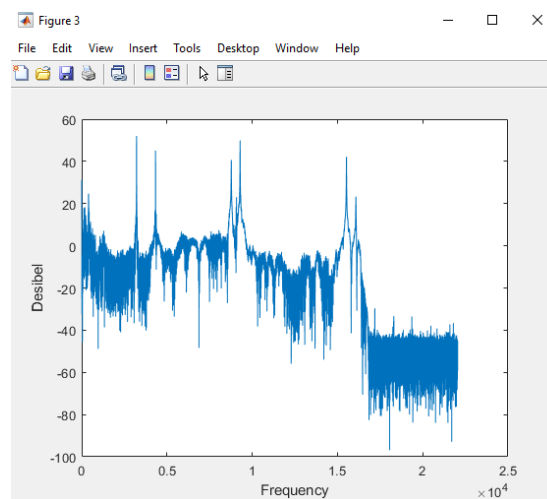 Figure 3
File Edit View Insert Tools Desktop Window Help
60
40
20
0
-20
-40
-60
-80
-100
Desibel
0 0.5 1 1.5 2 2.5
Frequency
×10⁴